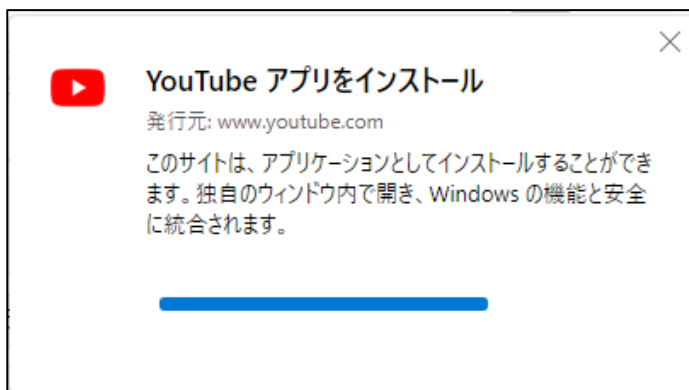 YouTube アプリをインストール
発行元: www.youtube.com
このサイトは、アプリケーションとしてインストールすることができ
ます。独自のウィンドウ内で開き、Windows の機能と安全
に統合されます。